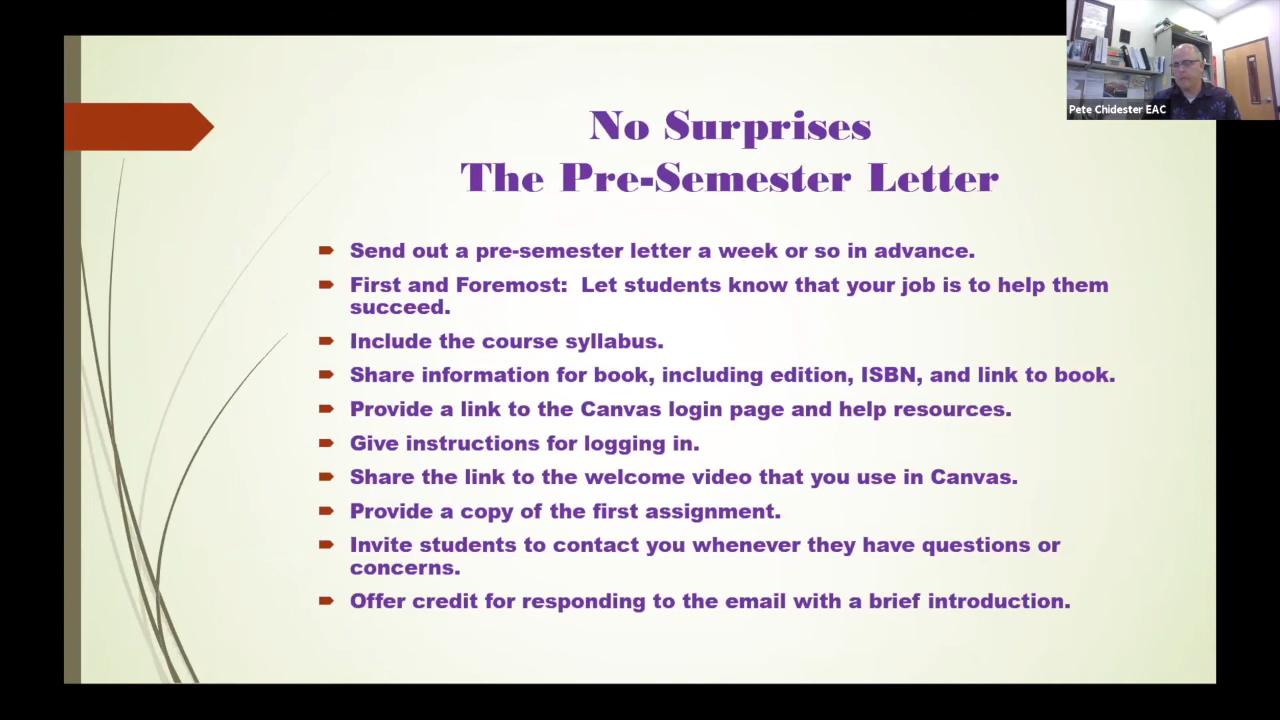 No Surprises
The Pre-Semester Letter
Send out a pre-semester letter a week or so in advance.
First and Foremost:  Let students know that your job is to help them
succeed.
Include the course syllabus.
Share information for book, including edition, ISBN, and link to book.
Provide a link to the Canvas login page and help resources.
Give instructions for logging in.
Share the link to the welcome video that you use in Canvas.
Provide a copy of the first assignment.
Invite students to contact you whenever they have questions or
concerns.
Offer credit for responding to the email with a brief introduction.
Pete Chidester EAC